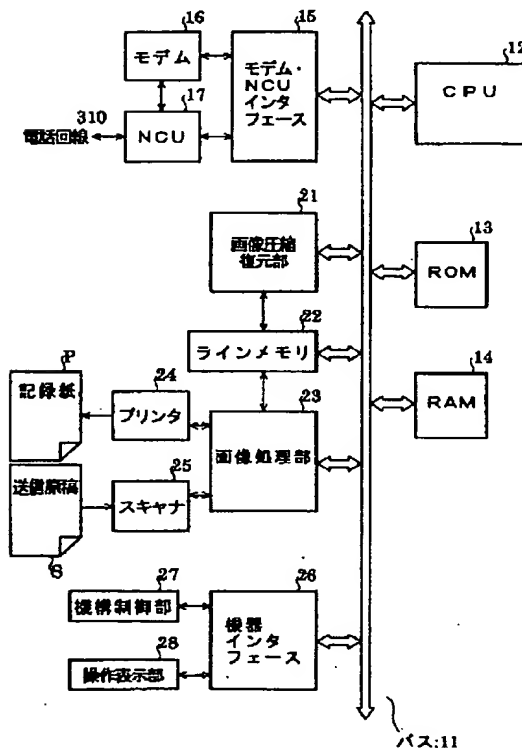 16
モデム
15
モデム・
NCU
インタ
フェース
12
CPU
17
NCU
310
電話回線
21
画像圧縮
復元部
13
ROM
22
ラインメモリ
14
RAM
P
記録紙
24
プリンタ
23
画像処理部
送信原稿
25
スキャナ
S
27
機構制御部
26
機器
インタ
フェース
28
操作表示部
バス:11